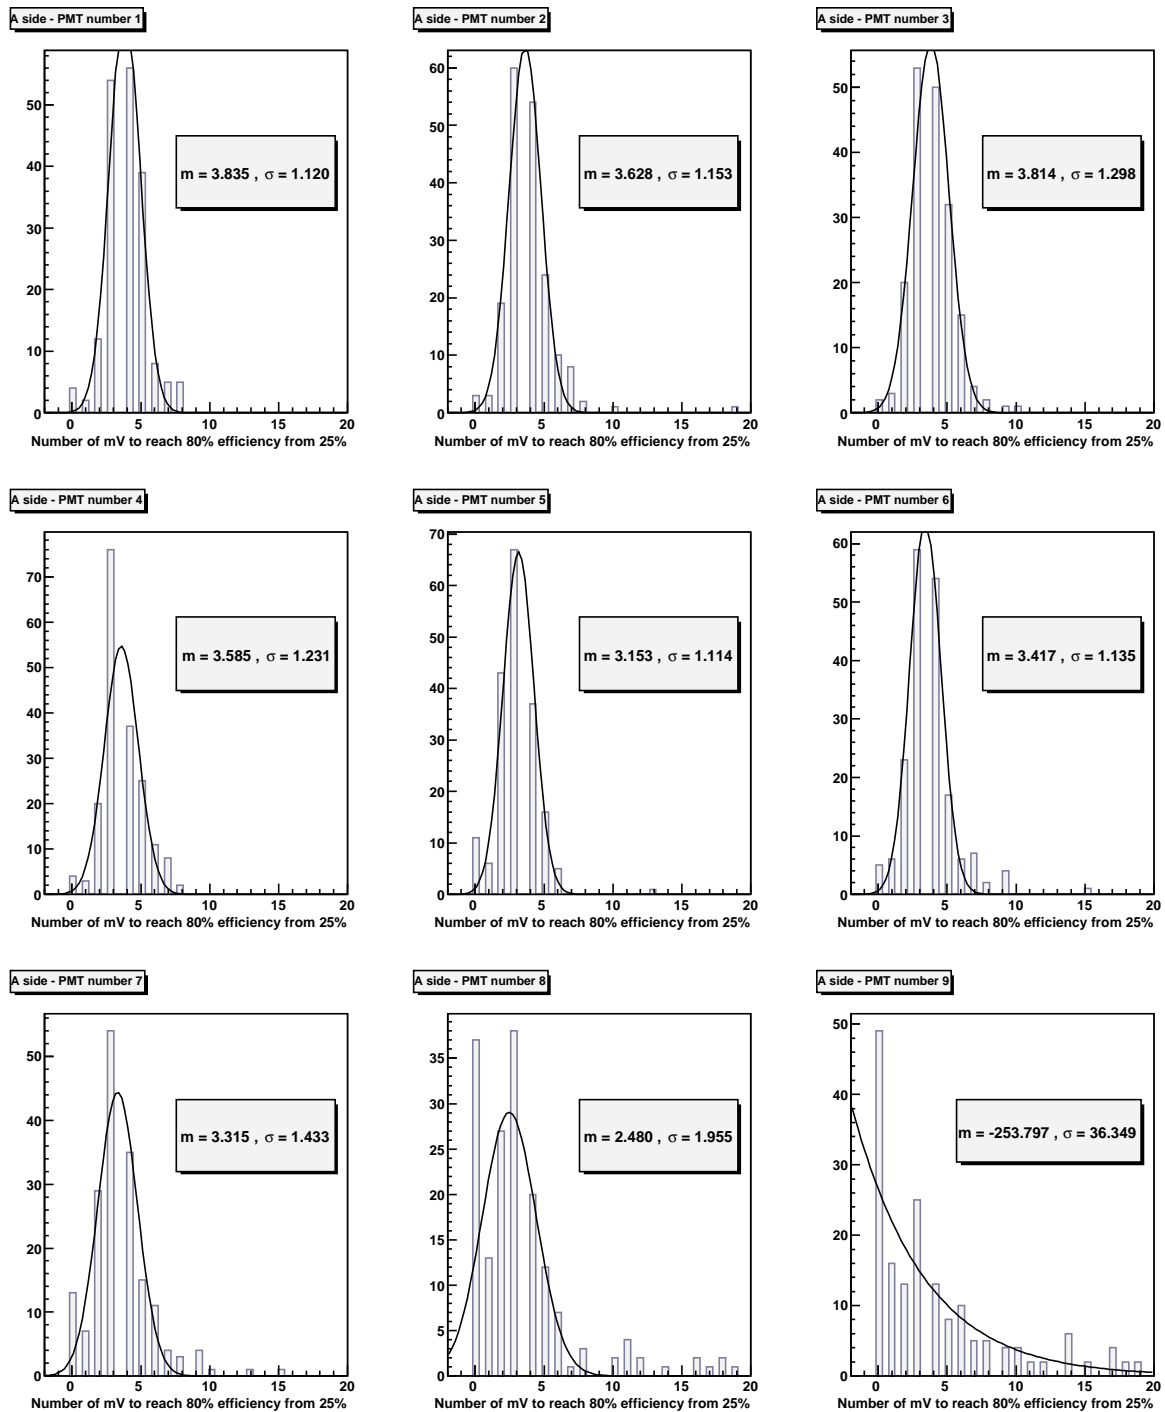 A side - PMT number 1
50
40
30
20
10
0
0 5 10 15 20
Number of mV to reach 80% efficiency from 25%
m = 3.835 , σ = 1.120
A side - PMT number 2
60
50
40
30
20
10
0
0 5 10 15 20
Number of mV to reach 80% efficiency from 25%
m = 3.628 , σ = 1.153
A side - PMT number 3
50
40
30
20
10
0
0 5 10 15 20
Number of mV to reach 80% efficiency from 25%
m = 3.814 , σ = 1.298
A side - PMT number 4
70
60
50
40
30
20
10
0
0 5 10 15 20
Number of mV to reach 80% efficiency from 25%
m = 3.585 , σ = 1.231
A side - PMT number 5
70
60
50
40
30
20
10
0
0 5 10 15 20
Number of mV to reach 80% efficiency from 25%
m = 3.153 , σ = 1.114
A side - PMT number 6
60
50
40
30
20
10
0
0 5 10 15 20
Number of mV to reach 80% efficiency from 25%
m = 3.417 , σ = 1.135
A side - PMT number 7
50
40
30
20
10
0
0 5 10 15 20
Number of mV to reach 80% efficiency from 25%
m = 3.315 , σ = 1.433
A side - PMT number 8
35
30
25
20
15
10
5
0
0 5 10 15 20
Number of mV to reach 80% efficiency from 25%
m = 2.480 , σ = 1.955
A side - PMT number 9
50
40
30
20
10
0
0 5 10 15 20
Number of mV to reach 80% efficiency from 25%
m = -253.797 , σ = 36.349